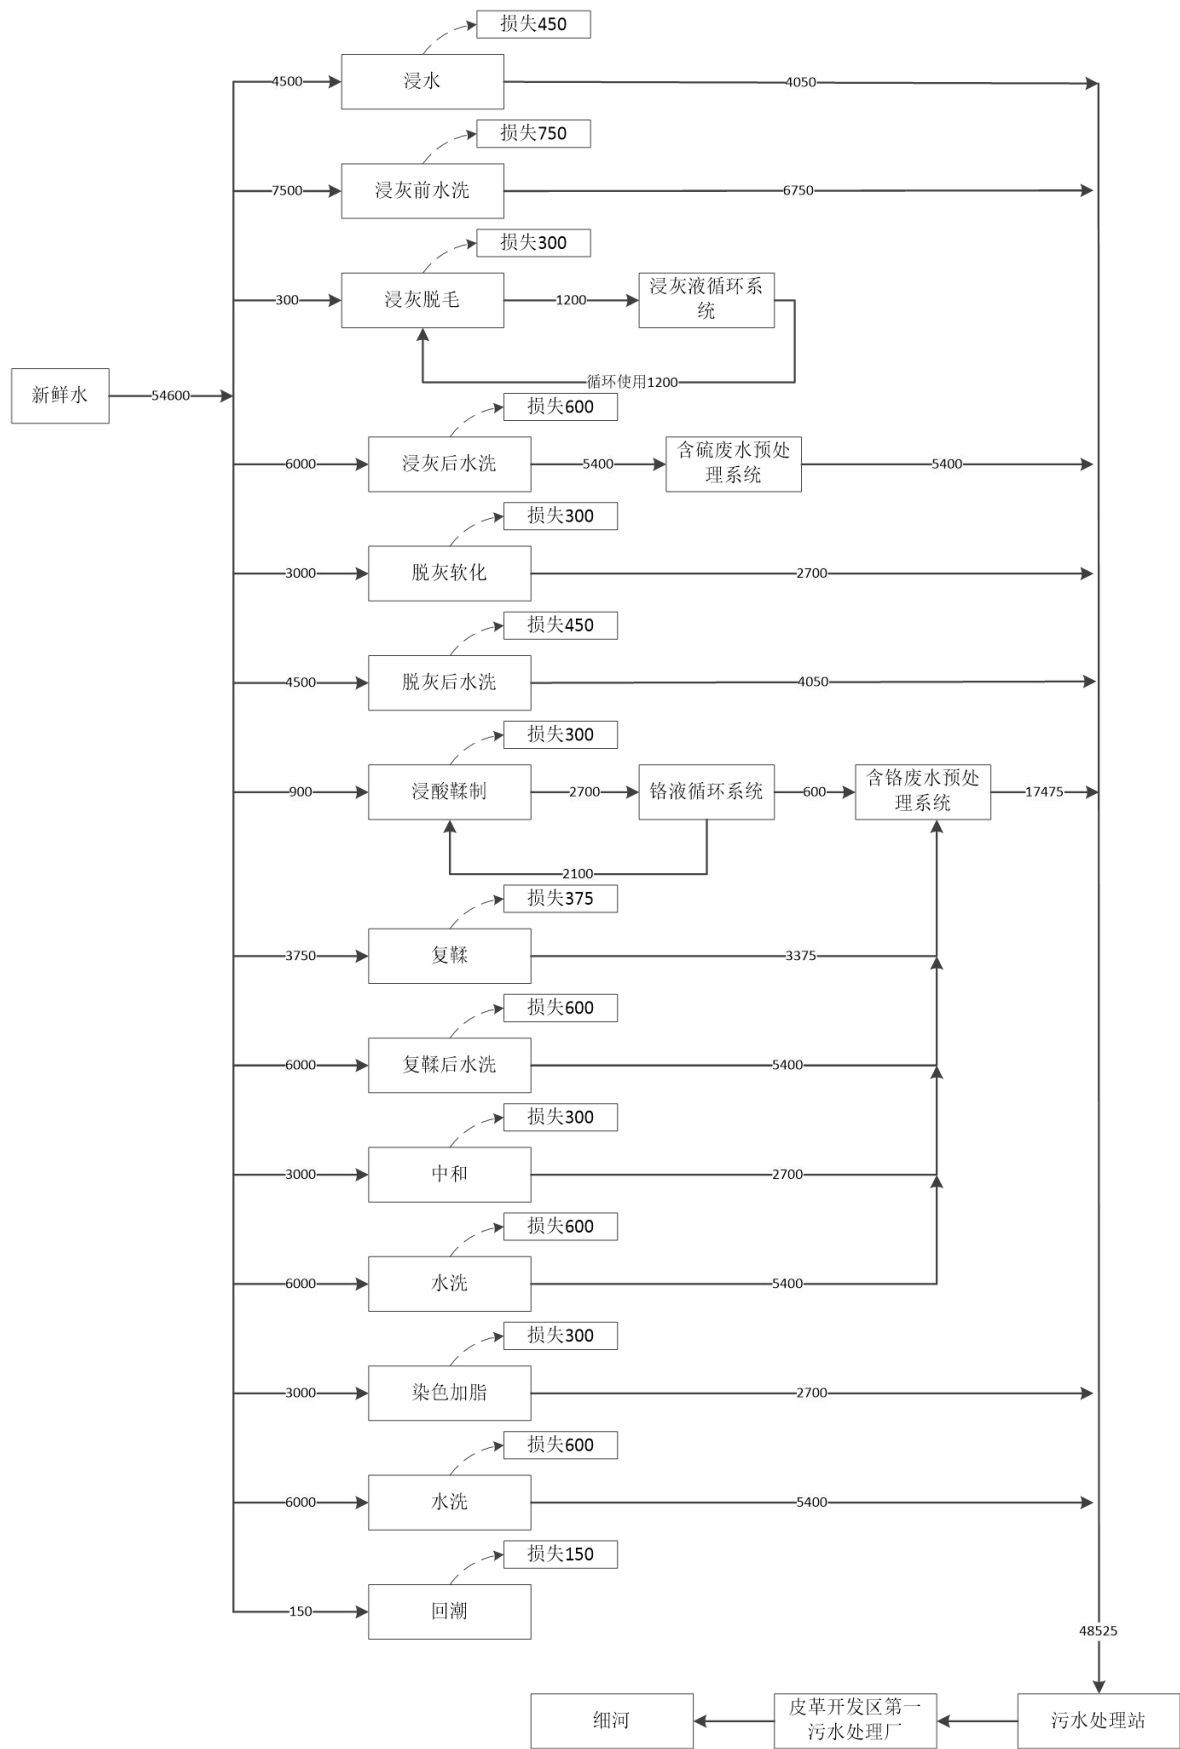 损失450
4500
浸水
4050
损失750
7500
浸灰前水洗
6750
损失300
300
浸灰脱毛
1200
浸灰液循环系
统
循环使用1200
新鲜水
54600
损失600
6000
浸灰后水洗
5400
含硫废水预处
理系统
5400
损失300
3000
脱灰软化
2700
损失450
4500
脱灰后水洗
4050
损失300
900
浸酸鞣制
2700
铬液循环系统
600
含铬废水预处
理系统
17475
2100
损失375
3750
复鞣
3375
损失600
6000
复鞣后水洗
5400
损失300
3000
中和
2700
损失600
6000
水洗
5400
损失300
3000
染色加脂
2700
损失600
6000
水洗
5400
损失150
150
回潮
48525
细河
皮革开发区第一
污水处理厂
污水处理站